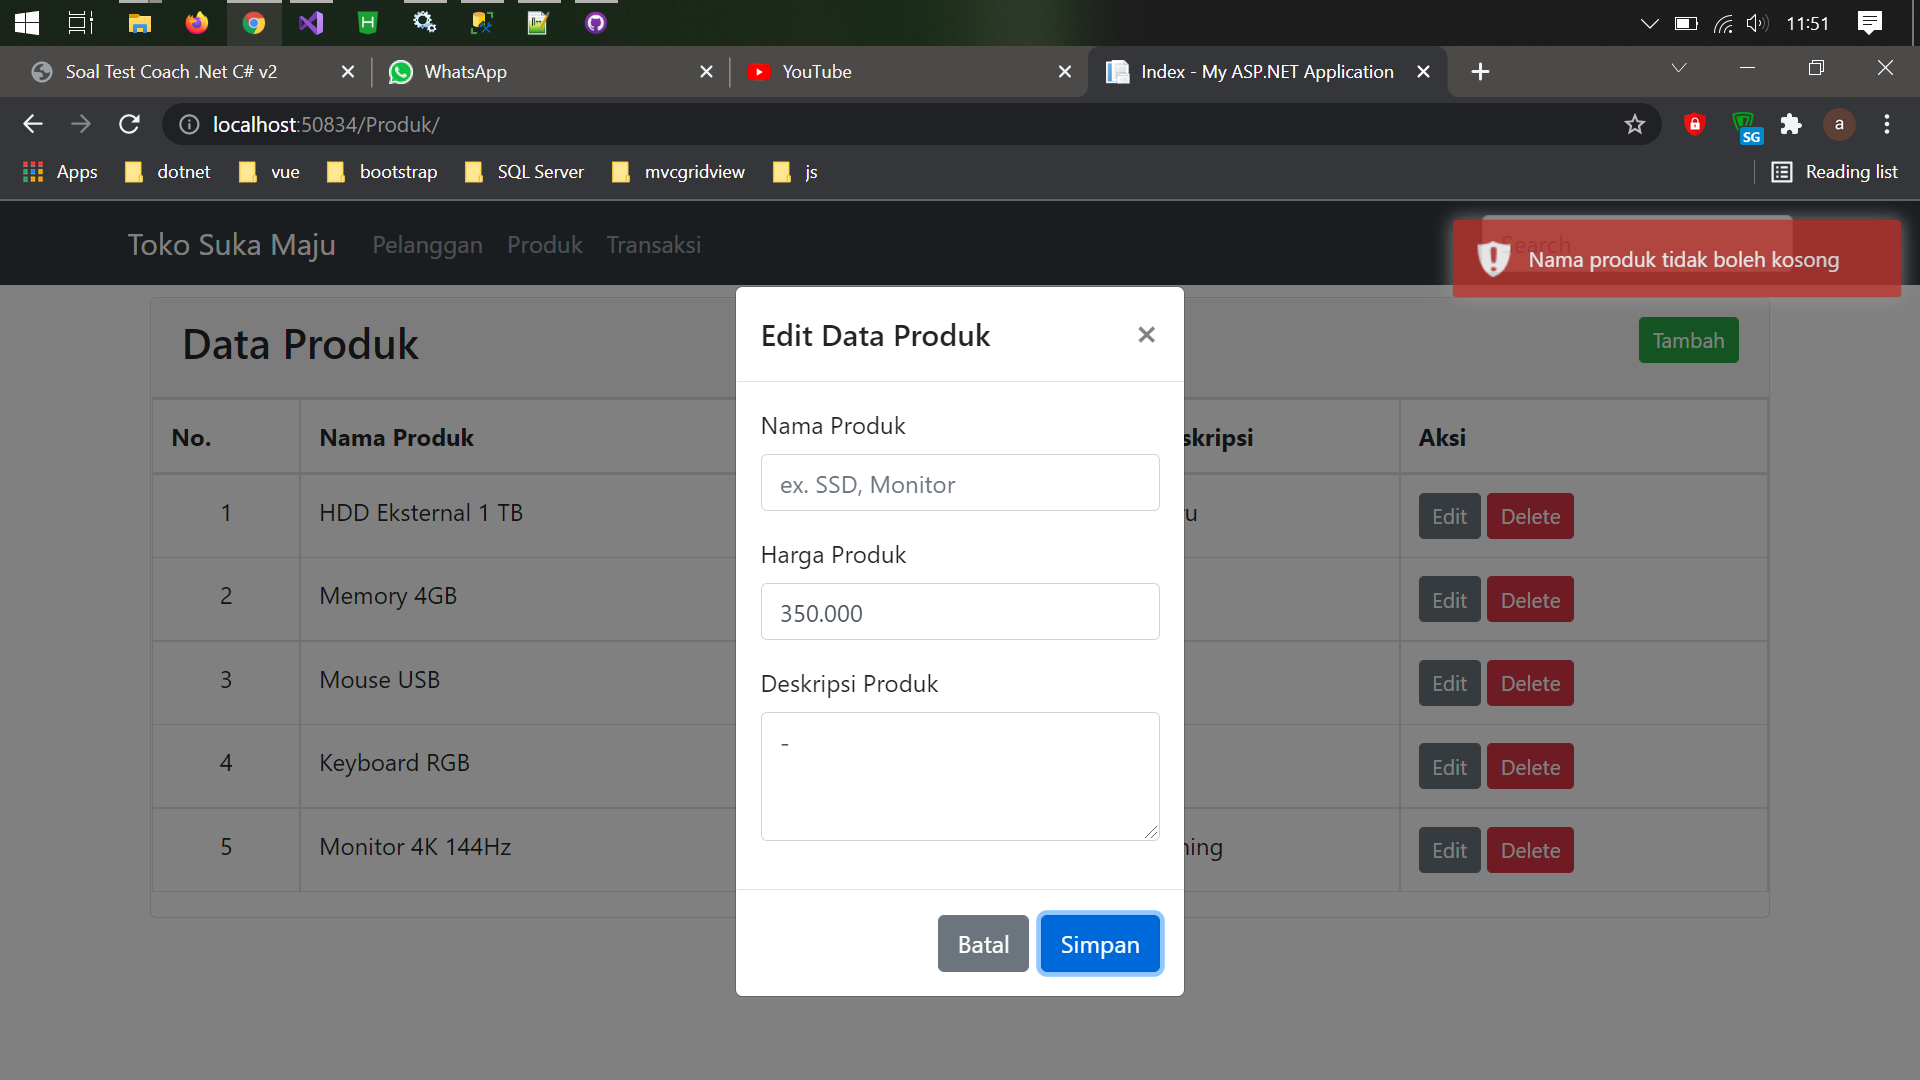 11:51
Soal Test Coach .Net C# v2
WhatsApp
YouTube
Index - My ASP.NET Application
localhost:50834/Produk/
SG
a
Apps
dotnet
vue
bootstrap
SQL Server
mvcgridview
js
Reading list
Toko Suka Maju
Pelanggan
Produk
Transaksi
Search
Nama produk tidak boleh kosong
Data Produk
Tambah
Edit Data Produk
Nama Produk
ex. SSD, Monitor
Harga Produk
350.000
Deskripsi Produk
-
Batal
Simpan
No.
Nama Produk
skripsi
Aksi
1
HDD Eksternal 1 TB
Edit
Delete
2
Memory 4GB
Edit
Delete
3
Mouse USB
Edit
Delete
4
Keyboard RGB
Edit
Delete
5
Monitor 4K 144Hz
Edit
Delete